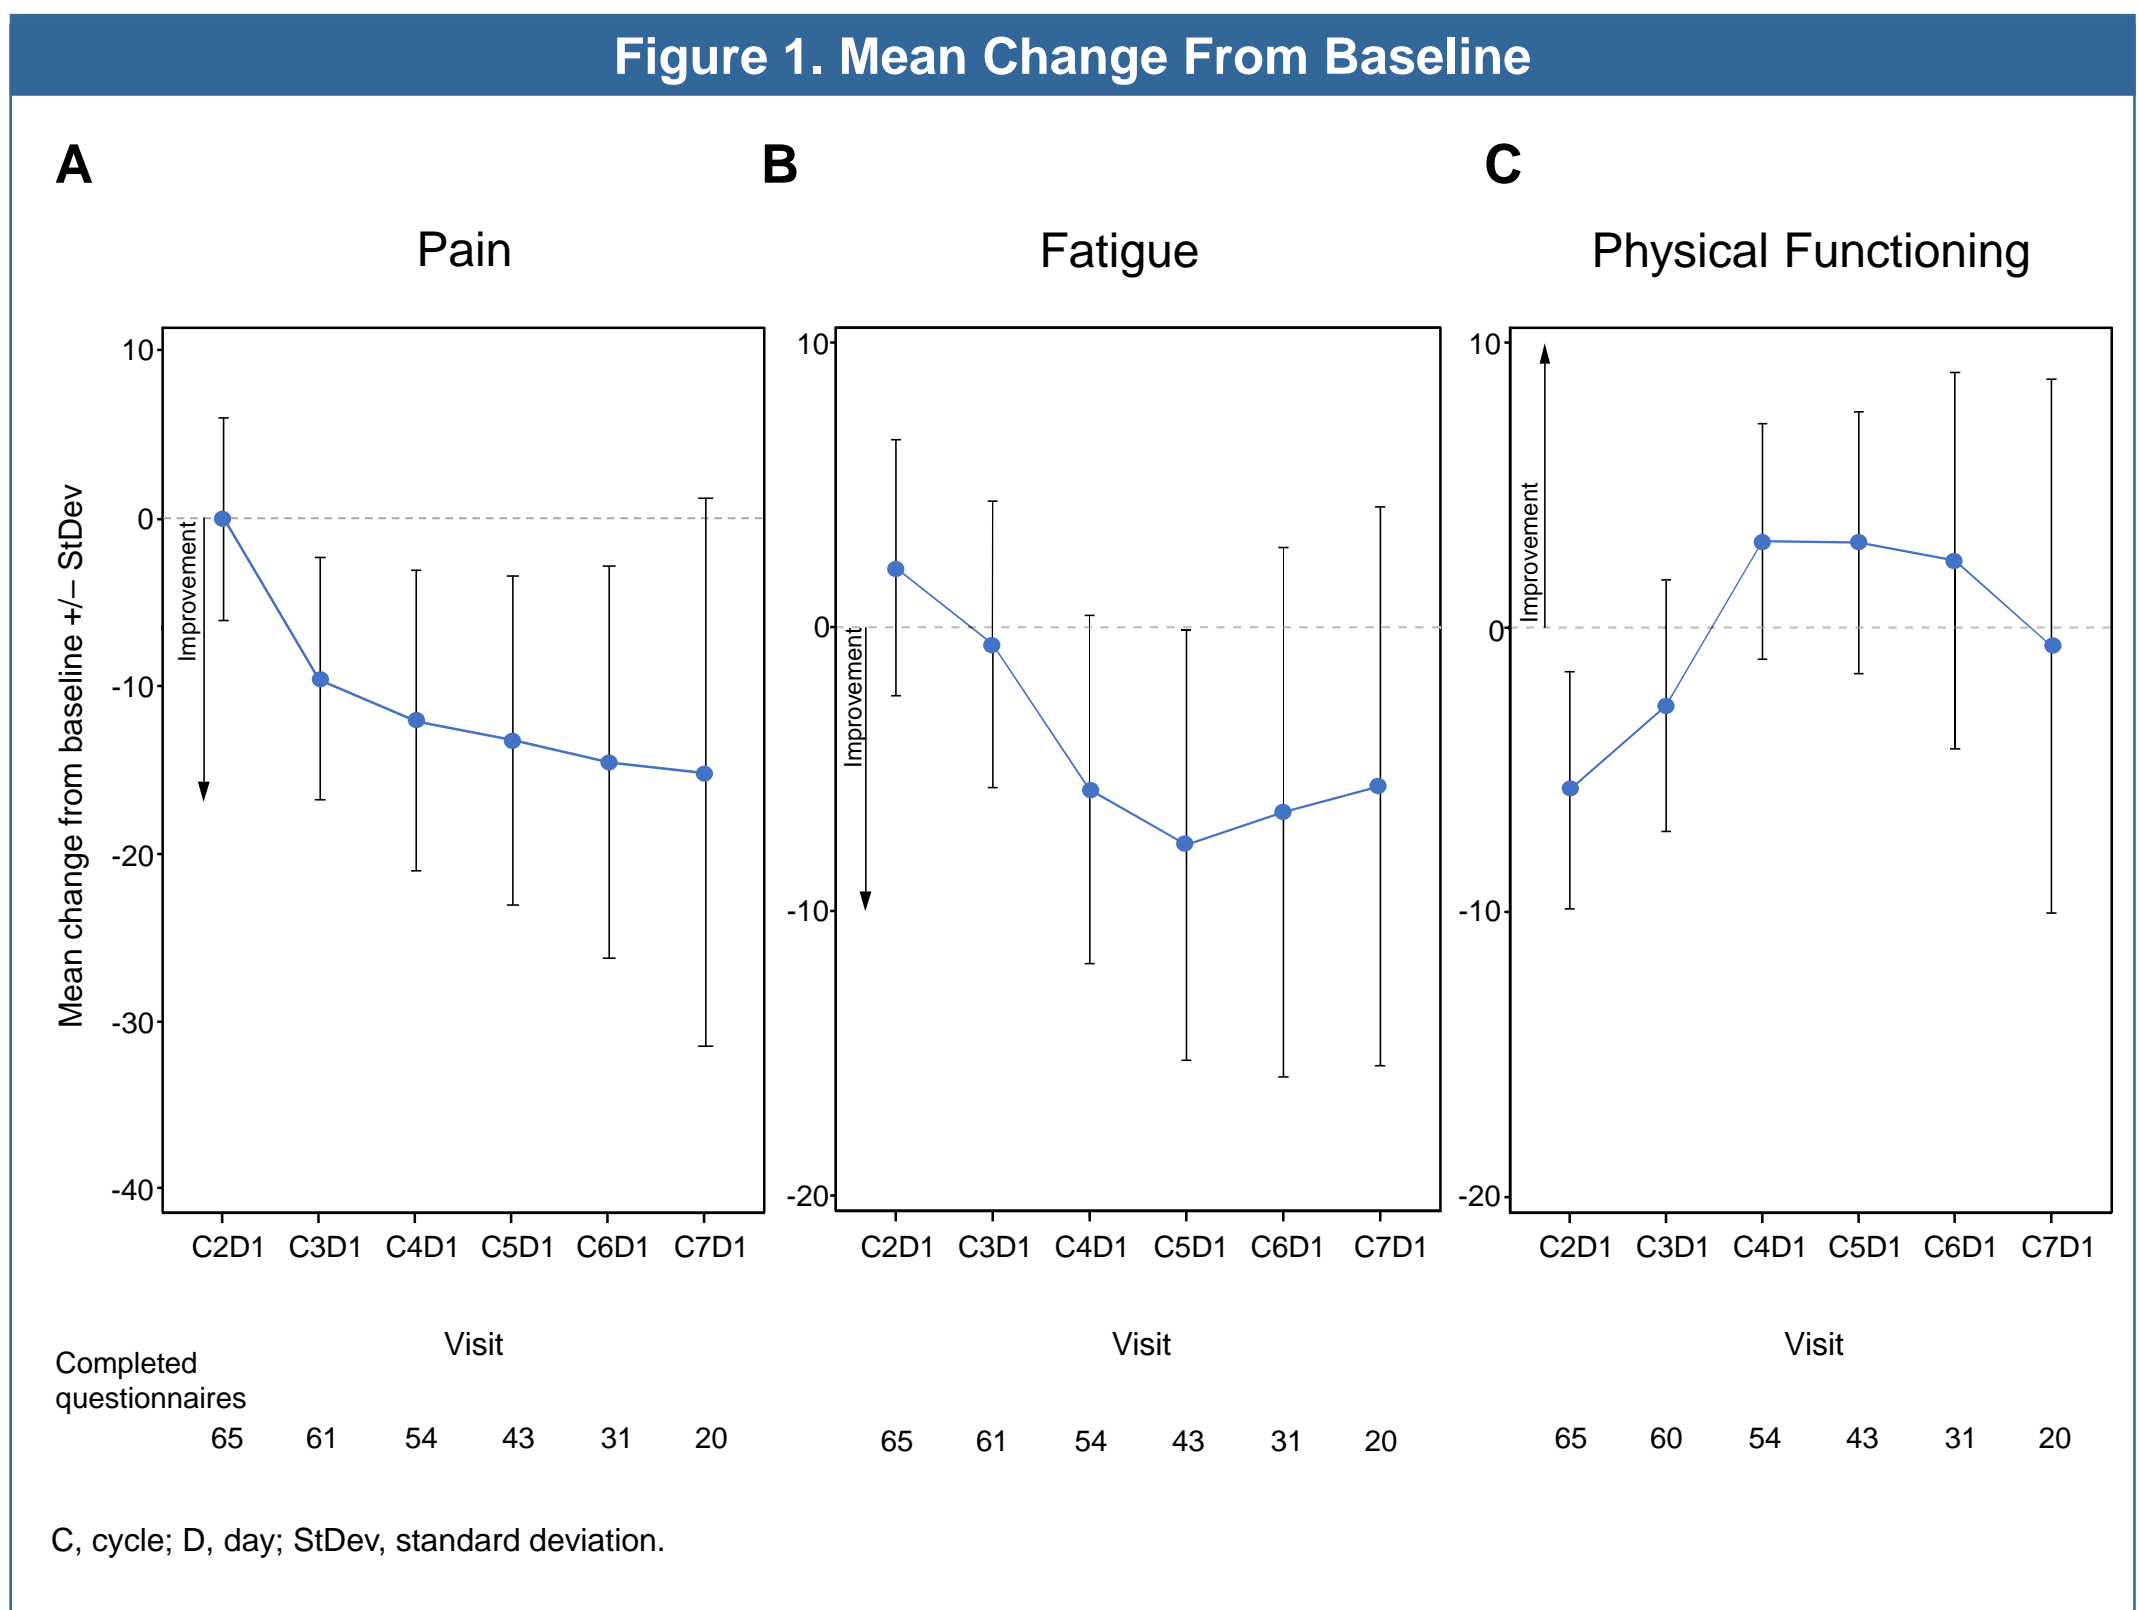 Figure 1. Mean Change From Baseline
A
B
C
Pain
Fatigue
Physical Functioning
Mean change from baseline +/– StDev
10
0
-10
-20
-30
-40
Improvement
C2D1 C3D1 C4D1 C5D1 C6D1 C7D1
Visit
10
0
-10
-20
Improvement
C2D1 C3D1 C4D1 C5D1 C6D1 C7D1
Visit
10
0
-10
-20
Improvement
C2D1 C3D1 C4D1 C5D1 C6D1 C7D1
Visit
Completed
questionnaires
65 61 54 43 31 20
65 61 54 43 31 20
65 60 54 43 31 20
C, cycle; D, day; StDev, standard deviation.